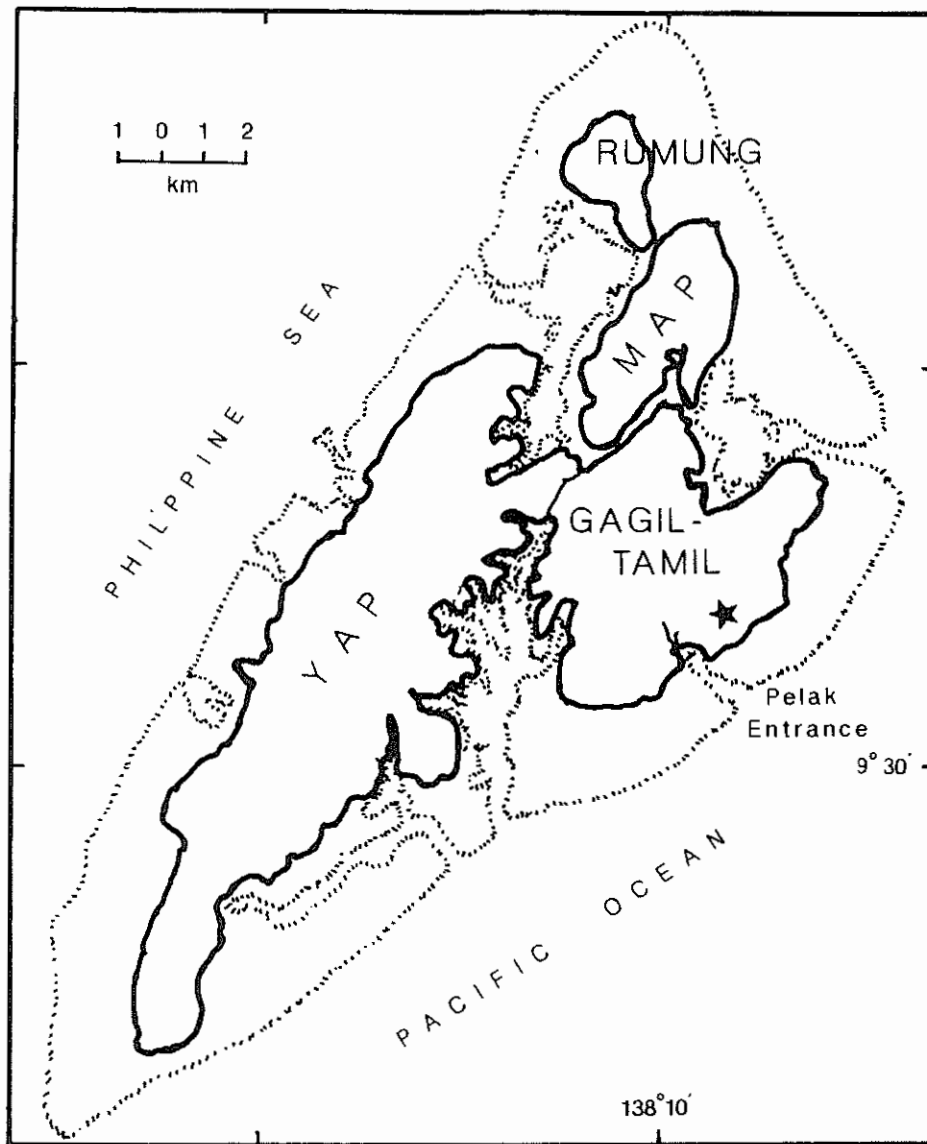 1 0 1 2
km
RUMUNG
MAP
PHILIPPINE SEA
GAGIL-
TAMIL
YAP
Pelak
Entrance
9° 30'
PACIFIC OCEAN
138° 10'